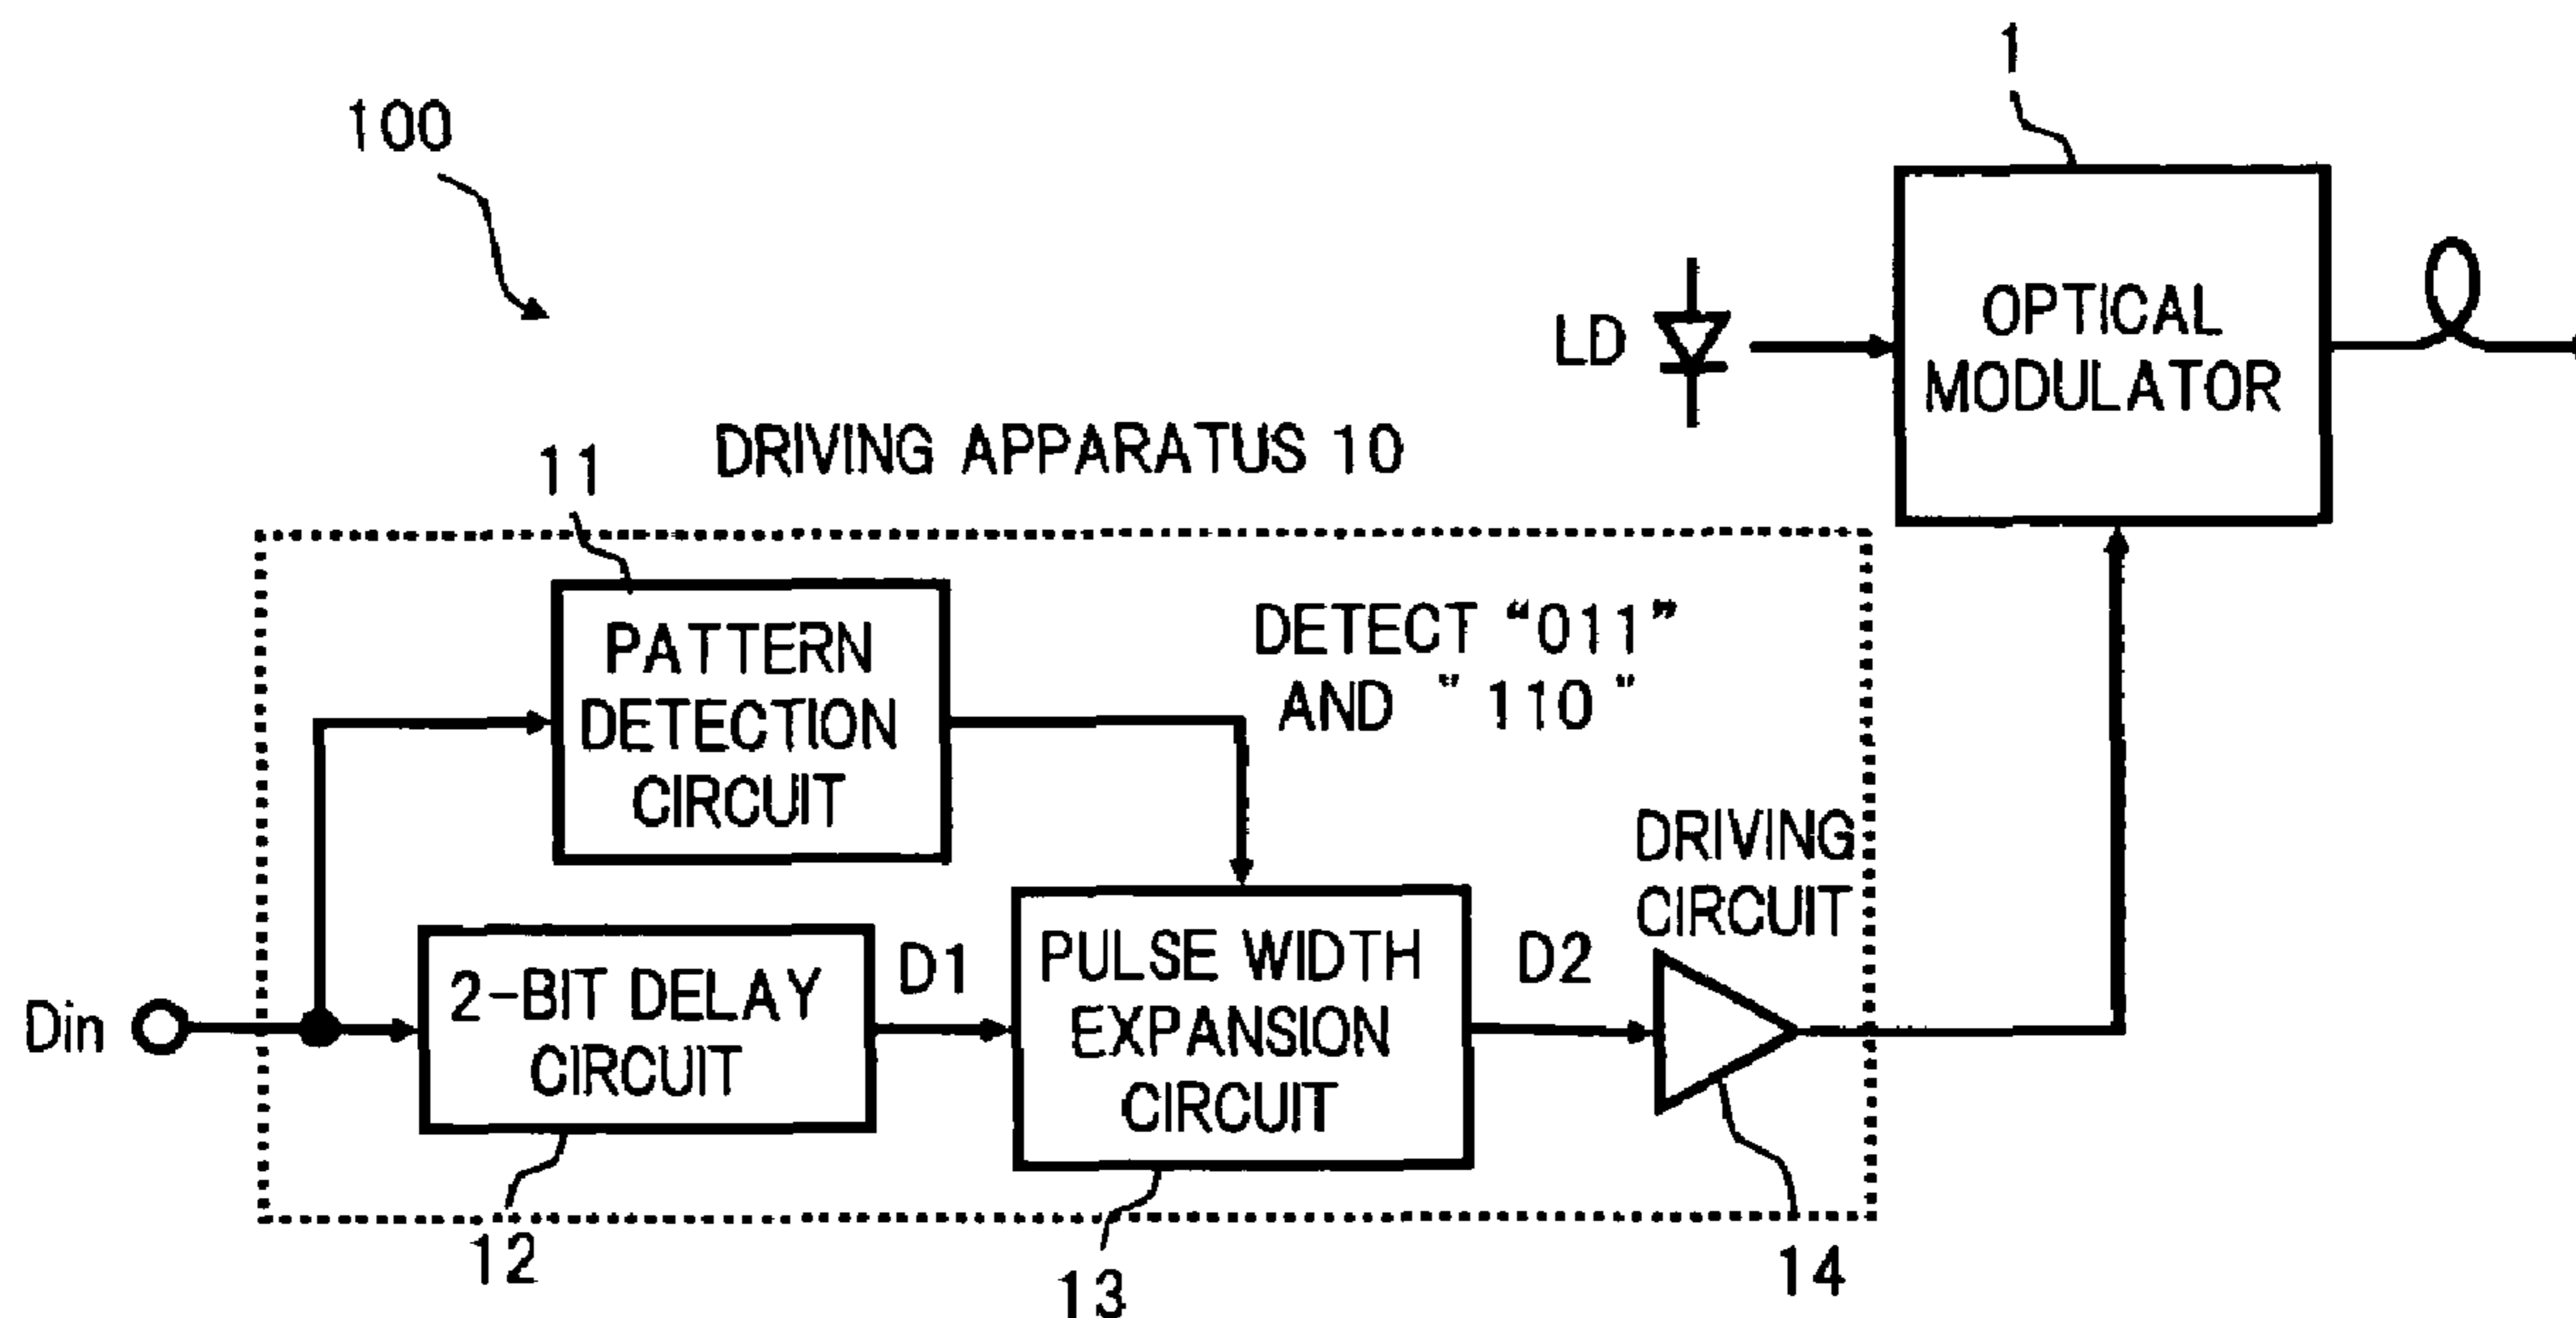 1
100
OPTICAL
MODULATOR
LD
DRIVING APPARATUS 10
11
PATTERN
DETECTION
CIRCUIT
DETECT “011”
AND "110"
DRIVING
CIRCUIT
Din
2-BIT DELAY
CIRCUIT
D1
PULSE WIDTH
EXPANSION
CIRCUIT
D2
12
13
14